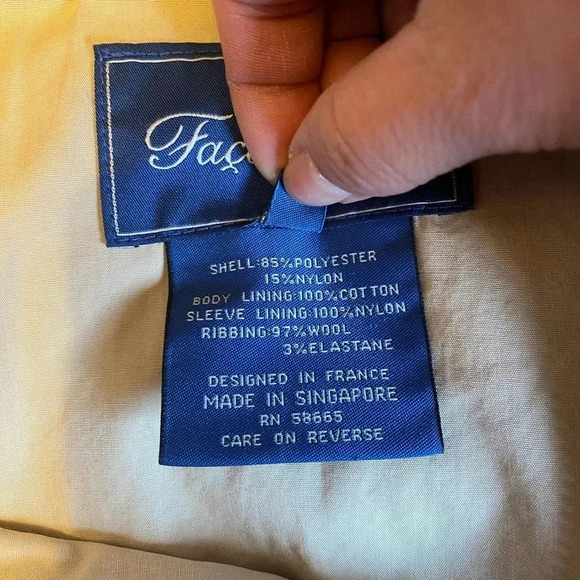 Faç
SHELL:85%POLYESTER
15%NYLON
BODY LINING:100%COTTON
SLEEVE LINING:100%NYLON
RIBBING:97%WOOL
3%ELASTANE
DESIGNED IN FRANCE
MADE IN SINGAPORE
RN 58665
CARE ON REVERSE